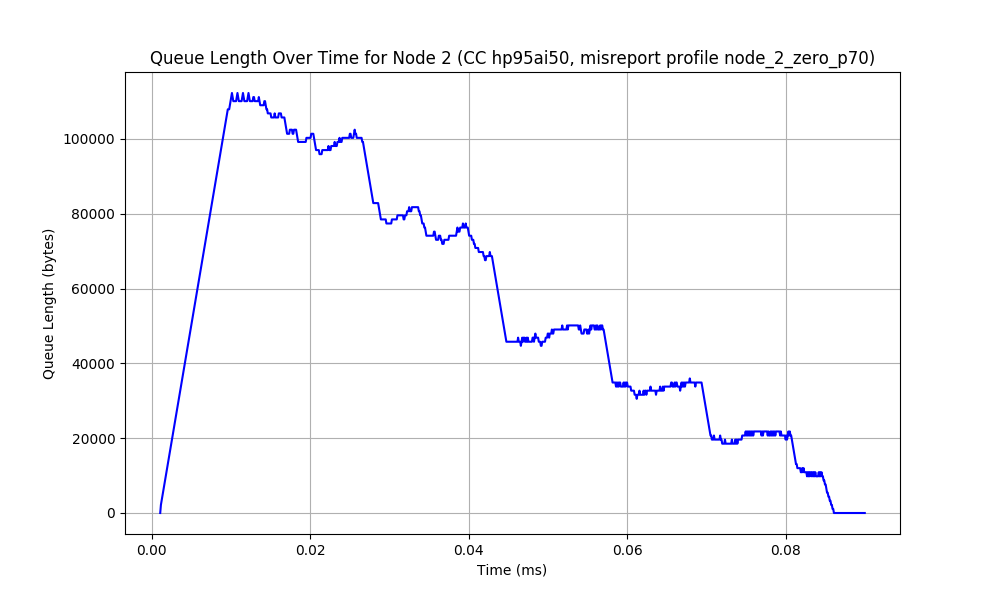 Queue Length Over Time for Node 2 (CC hp95ai50, misreport profile node_2_zero_p70)
Queue Length (bytes)
100000
80000
60000
40000
20000
0
0.00 0.02 0.04 0.06 0.08
Time (ms)